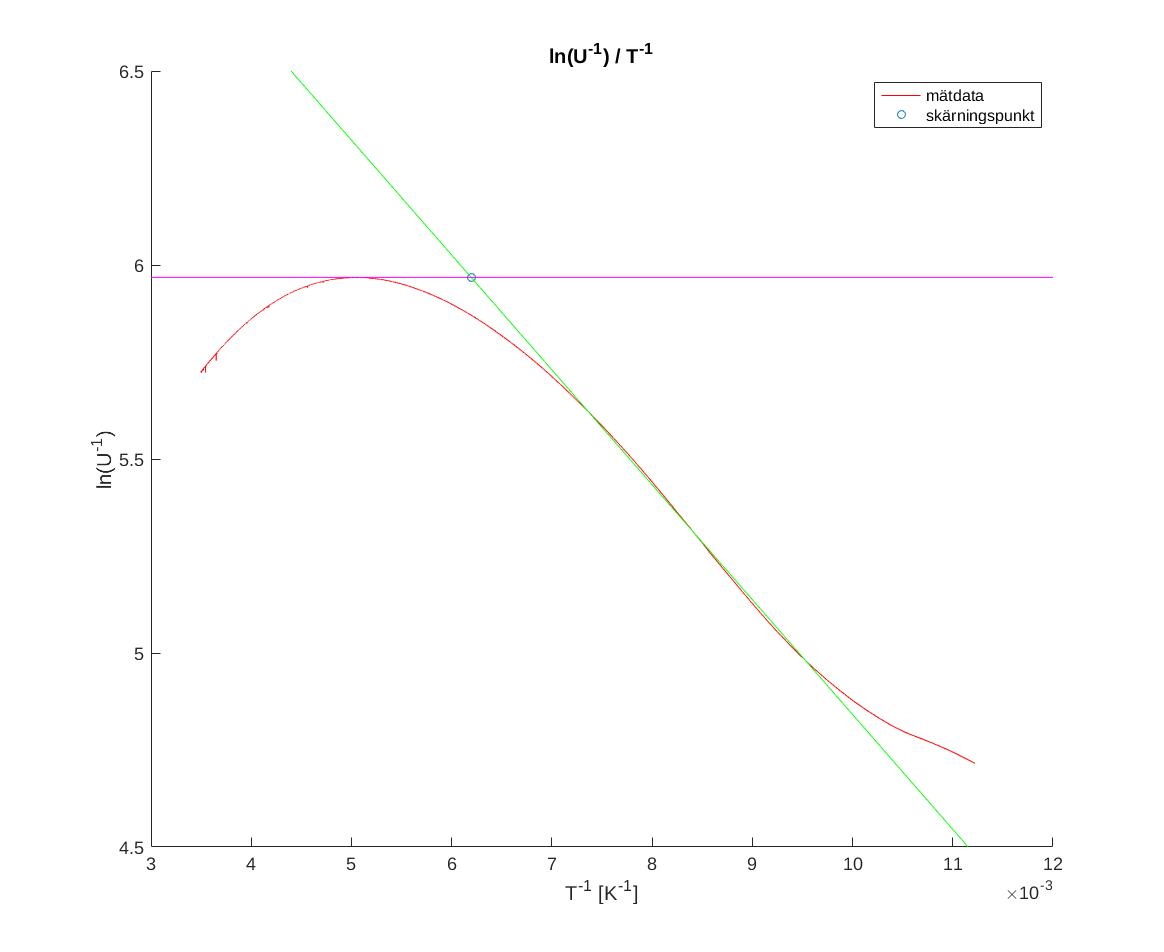 ln(U⁻¹) / T⁻¹
mätdata
skärningspunkt
ln(U⁻¹)
6.5
6
5.5
5
4.5
3 4 5 6 7 8 9 10 11 12
T⁻¹ [K⁻¹]
×10⁻³